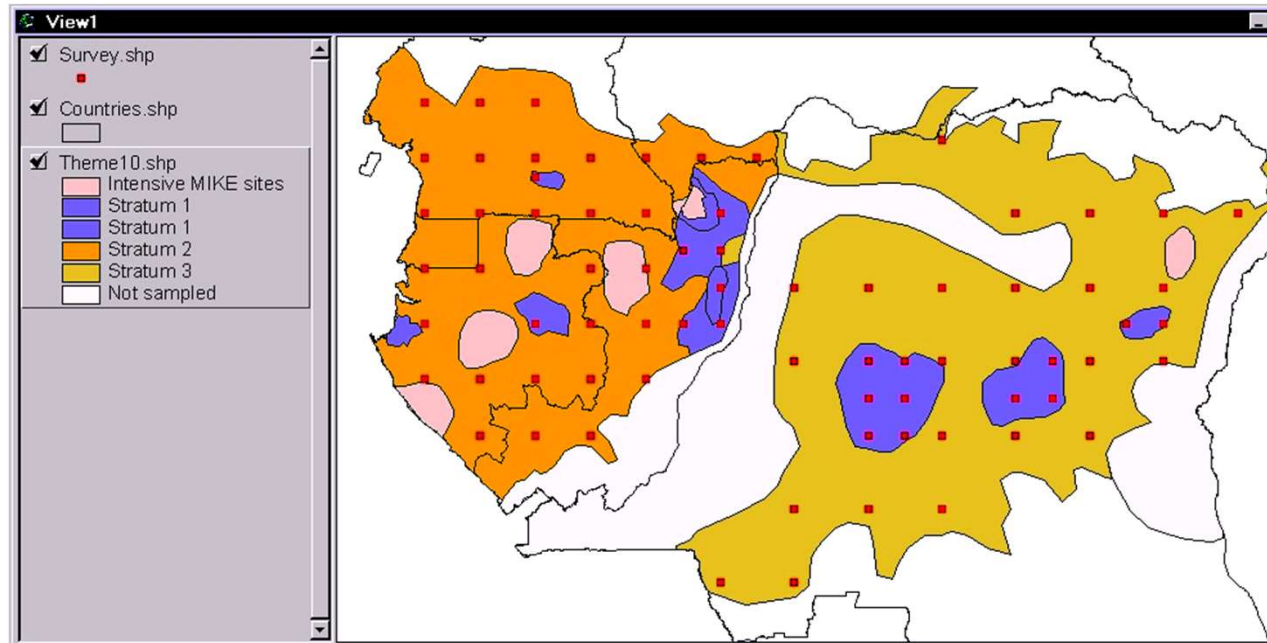 View1
Survey.shp
Countries.shp
Theme10.shp
Intensive MIKE sites
Stratum 1
Stratum 1
Stratum 2
Stratum 3
Not sampled